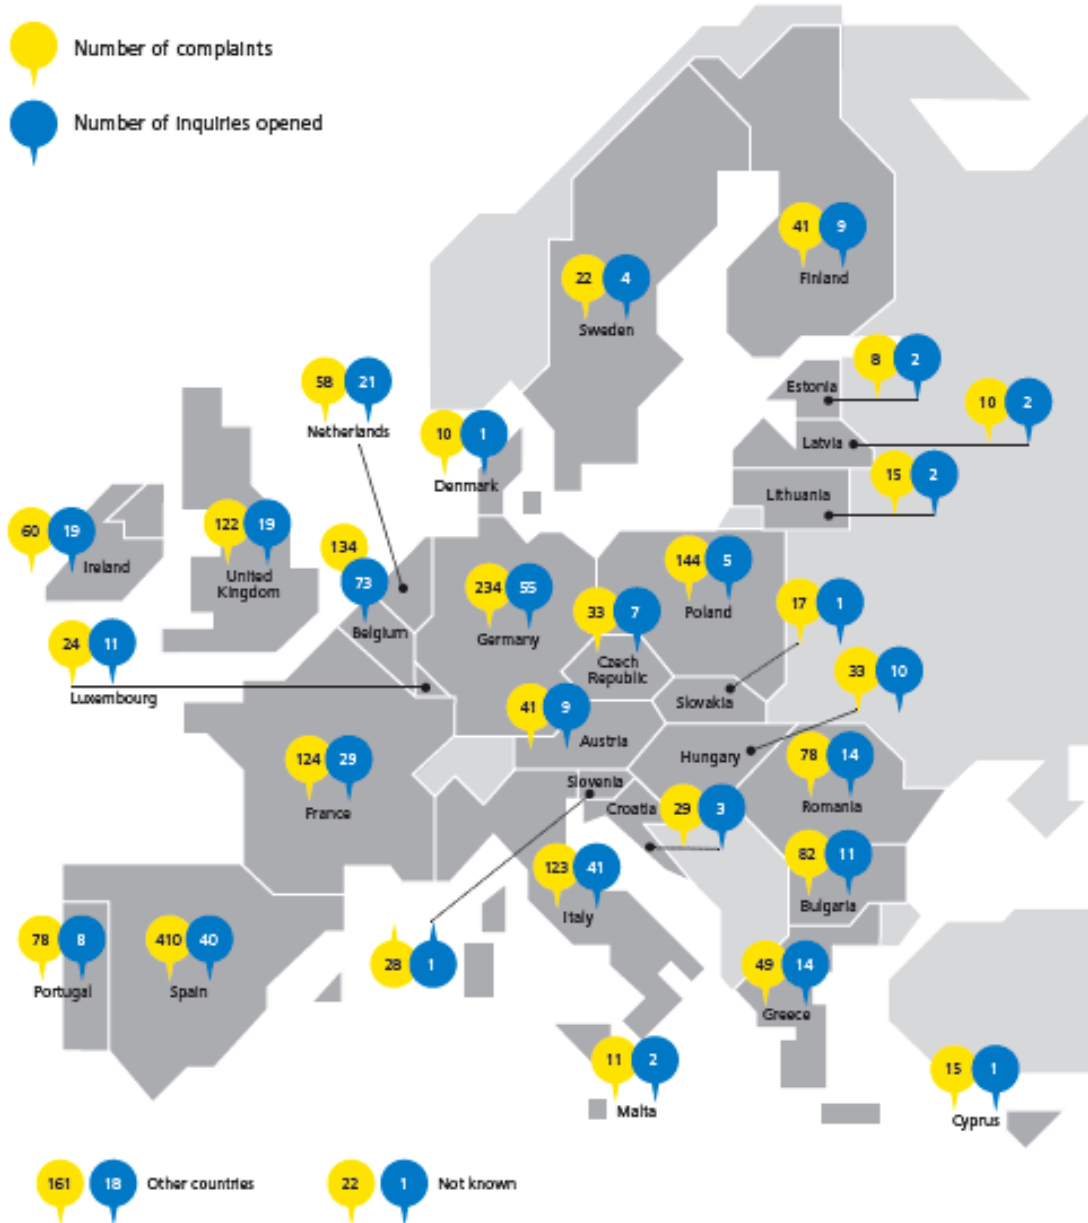 Number of complaints
Number of inquiries opened
41 9
Finland
22 4
Sweden
8 2
Estonia
58 21
Netherlands
10 2
Latvia
10 1
Denmark
15 2
Lithuania
60 19
Ireland
122 19
United
Kingdom
134
73
Belgium
234 55
Germany
144 5
Poland
33 7
Czech
Republic
17 1
Slovakia
24 11
Luxembourg
33 10
Hungary
41 9
Austria
124 29
France
78 14
Romania
Slovenia
Croatia 29 3
82 11
Bulgaria
123 41
Italy
78 8
Portugal
410 40
Spain
28 1
49 14
Greece
11 2
Malta
15 1
Cyprus
161 18 Other countries
22 1 Not known